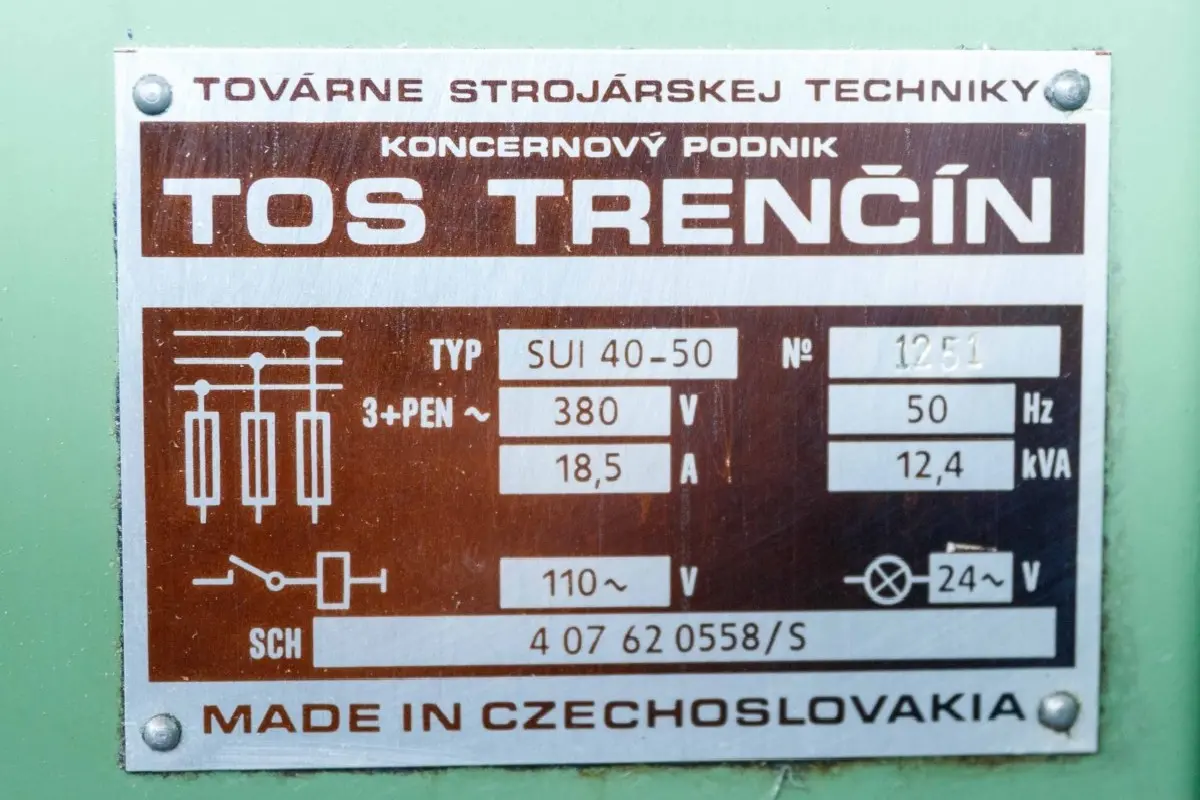 TOVÁRNE STROJÁRSKEJ TECHNIKY
KONCERNOVÝ PODNIK
TOS TRENČÍN
TYP SUI 40-50 Nº 1251
3+PEN ~ 380 V 50 Hz
18,5 A 12,4 kVA
110~ V 24~ V
SCH 4 07 62 0558/S
MADE IN CZECHOSLOVAKIA